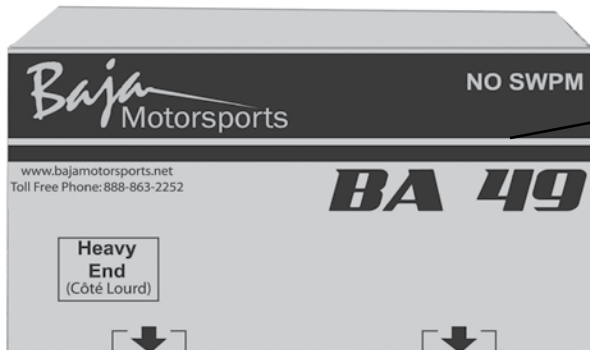 Baja
Motorsports
NO SWPM
www.bajamotorsports.net
Toll Free Phone: 888-863-2252
BA 49
Heavy
End
(Côté Lourd)